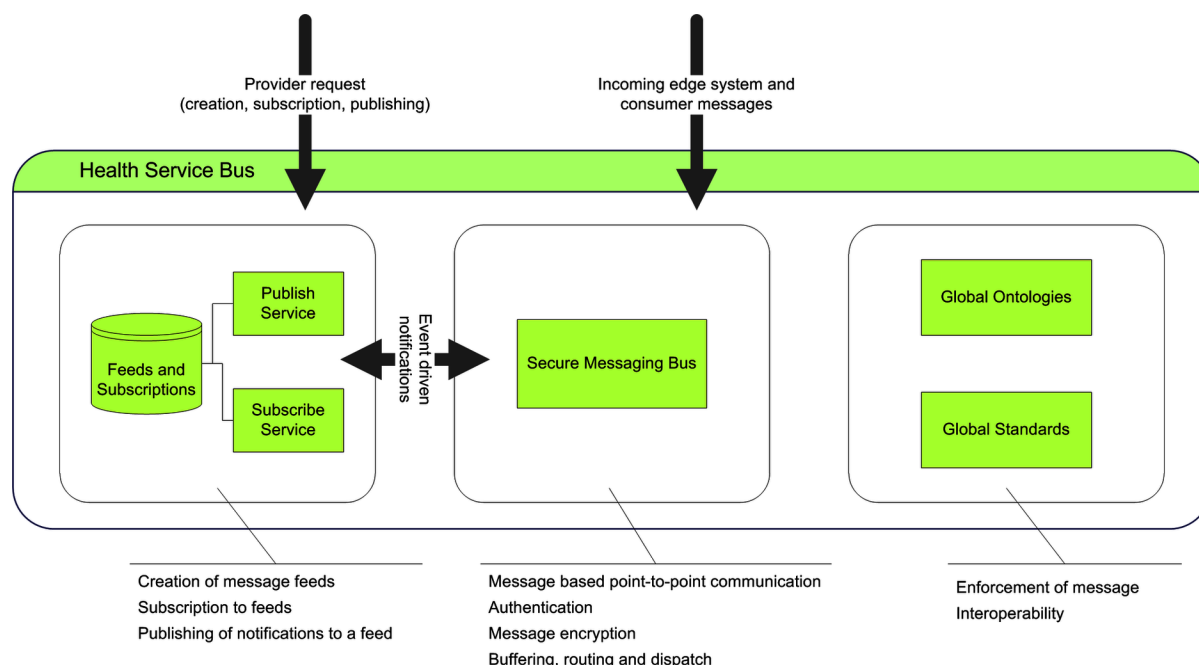 Provider request
(creation, subscription, publishing)
Incoming edge system and
consumer messages
Health Service Bus
Publish
Service
Feeds and
Subscriptions
Subscribe
Service
Event driven
notifications
Secure Messaging Bus
Global Ontologies
Global Standards
Creation of message feeds
Subscription to feeds
Publishing of notifications to a feed
Message based point-to-point communication
Authentication
Message encryption
Buffering, routing and dispatch
Enforcement of message
Interoperability